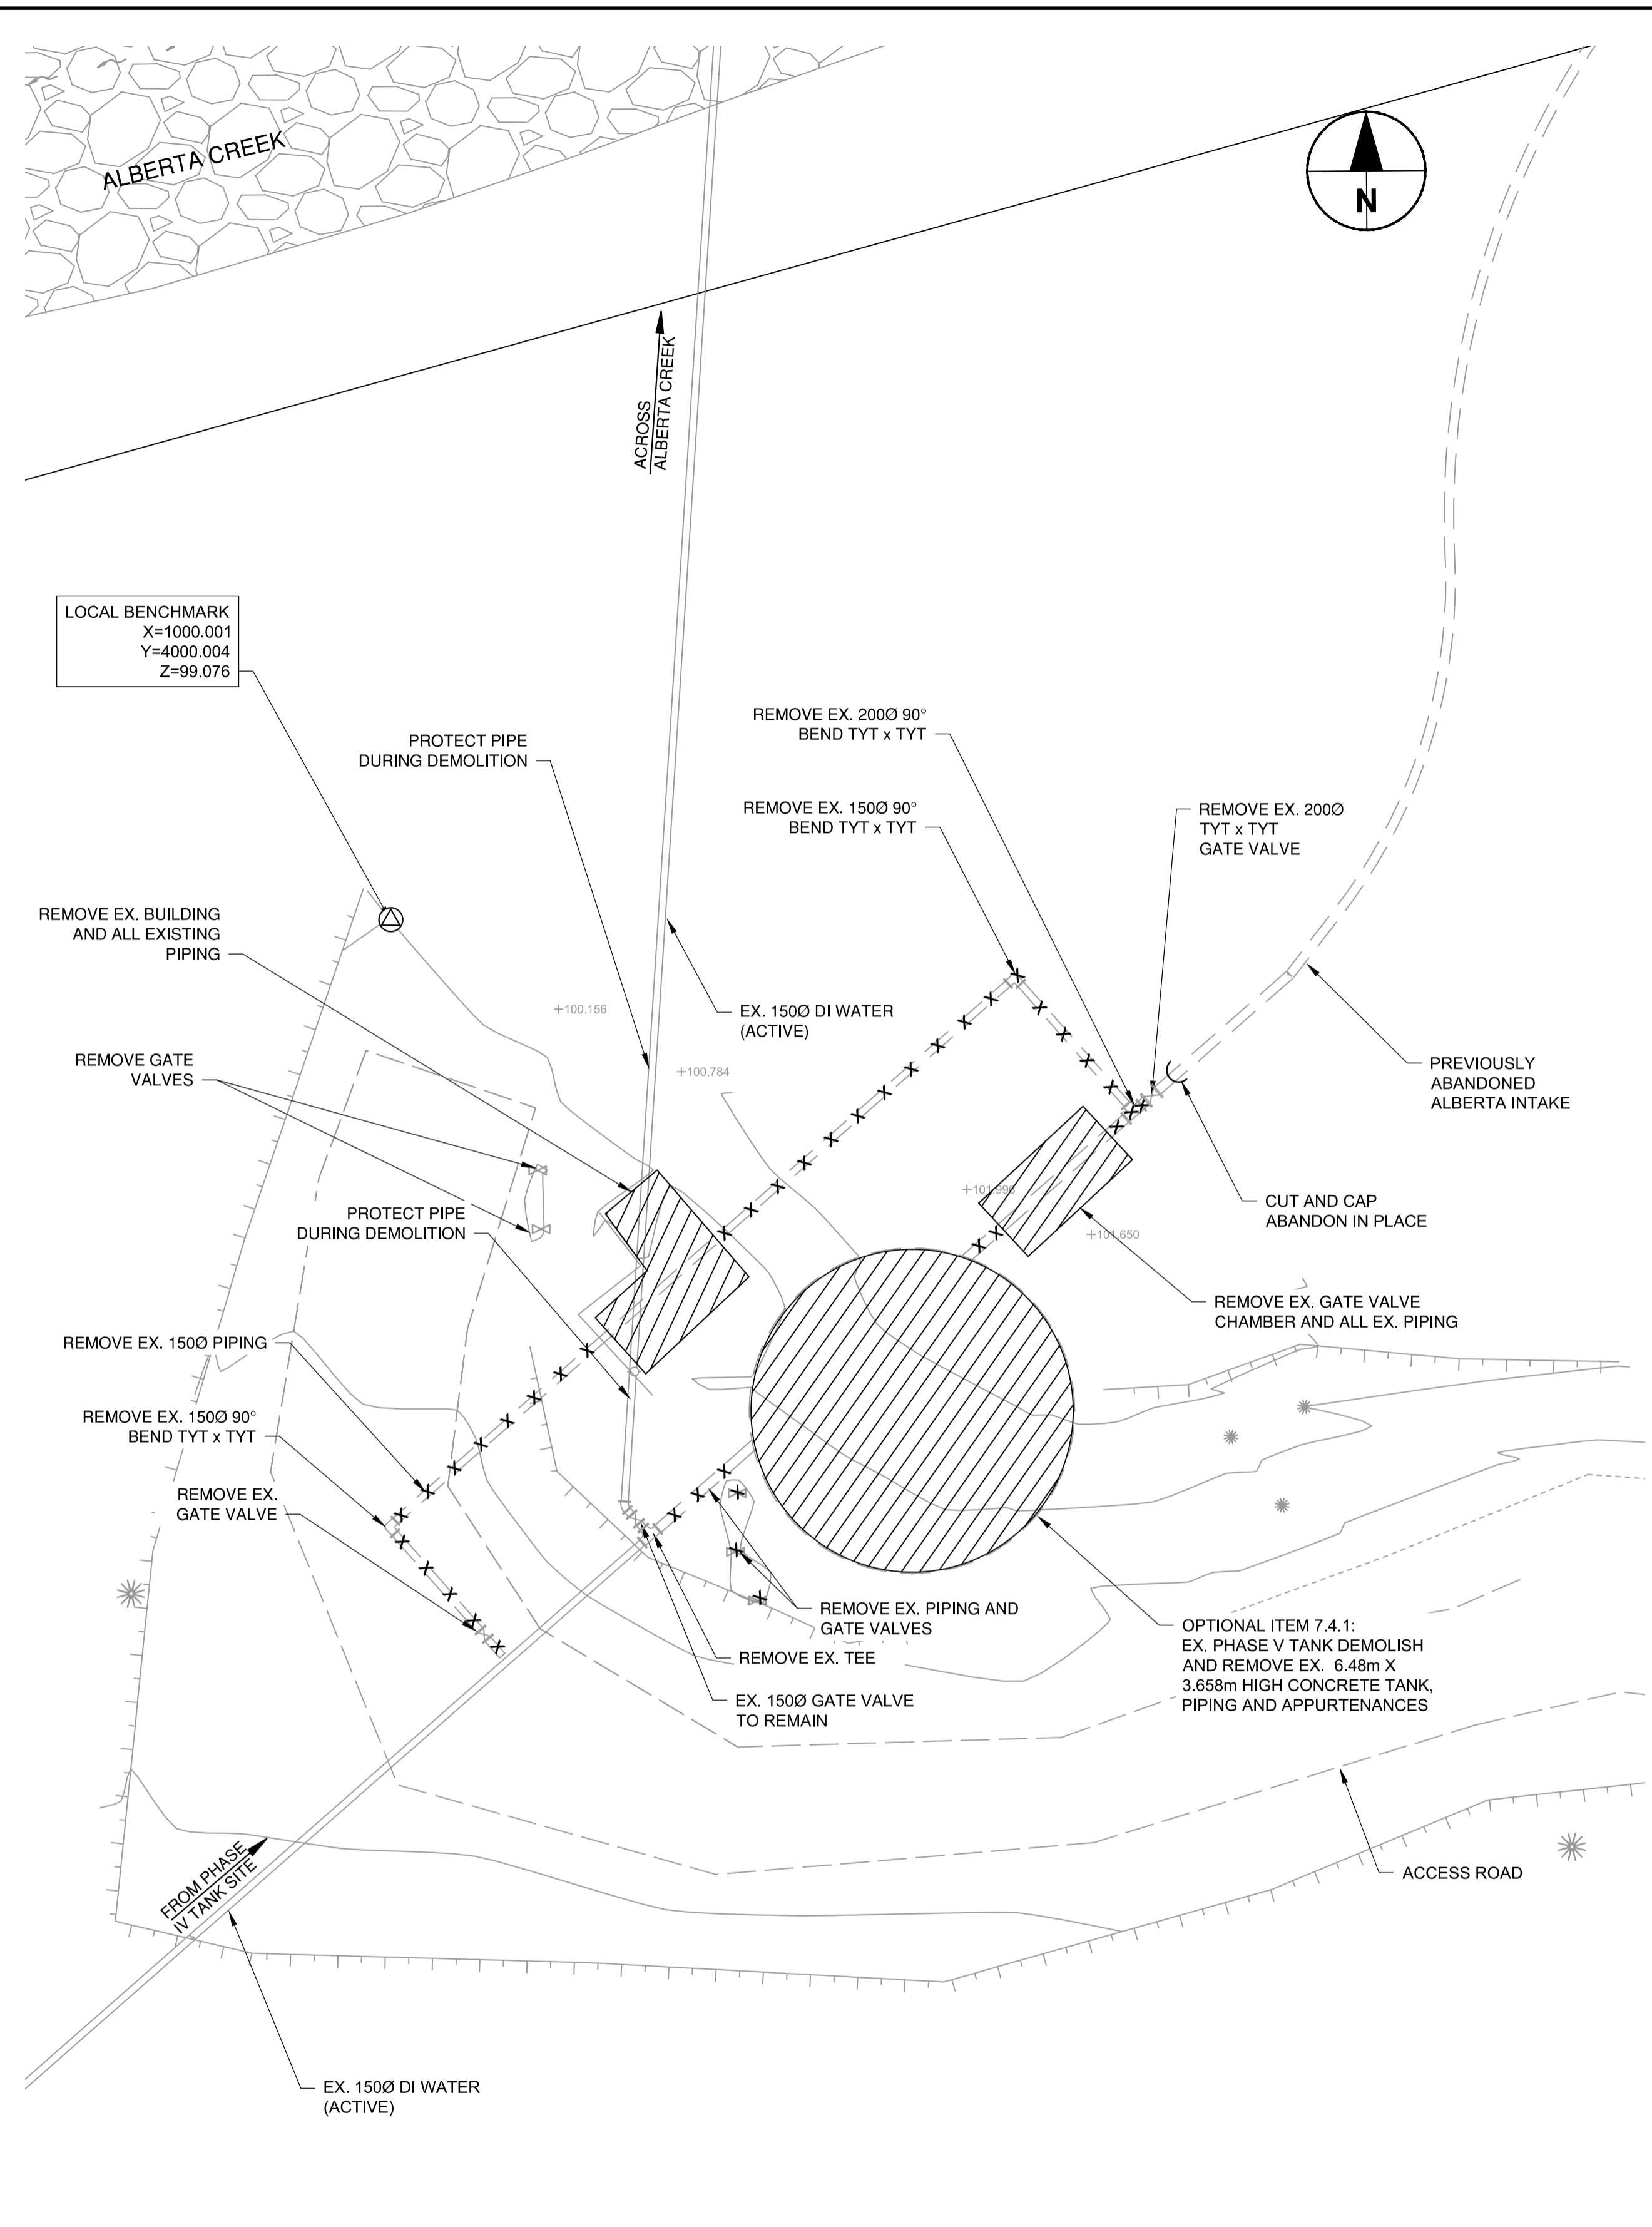 ALBERTA CREEK
N
ACROSS
ALBERTA CREEK
LOCAL BENCHMARK
X=1000.001
Y=4000.004
Z=99.076
PROTECT PIPE
DURING DEMOLITION
REMOVE EX. 200Ø 90°
BEND TYT x TYT
REMOVE EX. 150Ø 90°
BEND TYT x TYT
REMOVE EX. 200Ø
TYT x TYT
GATE VALVE
REMOVE EX. BUILDING
AND ALL EXISTING
PIPING
+100.156
EX. 150Ø DI WATER
(ACTIVE)
REMOVE GATE
VALVES
+100.784
PREVIOUSLY
ABANDONED
ALBERTA INTAKE
+101.996
CUT AND CAP
ABANDON IN PLACE
PROTECT PIPE
DURING DEMOLITION
+101.650
REMOVE EX. GATE VALVE
CHAMBER AND ALL EX. PIPING
REMOVE EX. 150Ø PIPING
REMOVE EX. 150Ø 90°
BEND TYT x TYT
REMOVE EX.
GATE VALVE
REMOVE EX. PIPING AND
GATE VALVES
REMOVE EX. TEE
EX. 150Ø GATE VALVE
TO REMAIN
OPTIONAL ITEM 7.4.1:
EX. PHASE V TANK DEMOLISH
AND REMOVE EX. 6.48m X
3.658m HIGH CONCRETE TANK,
PIPING AND APPURTENANCES
FROM PHASE
IV TANK SITE
ACCESS ROAD
EX. 150Ø DI WATER
(ACTIVE)